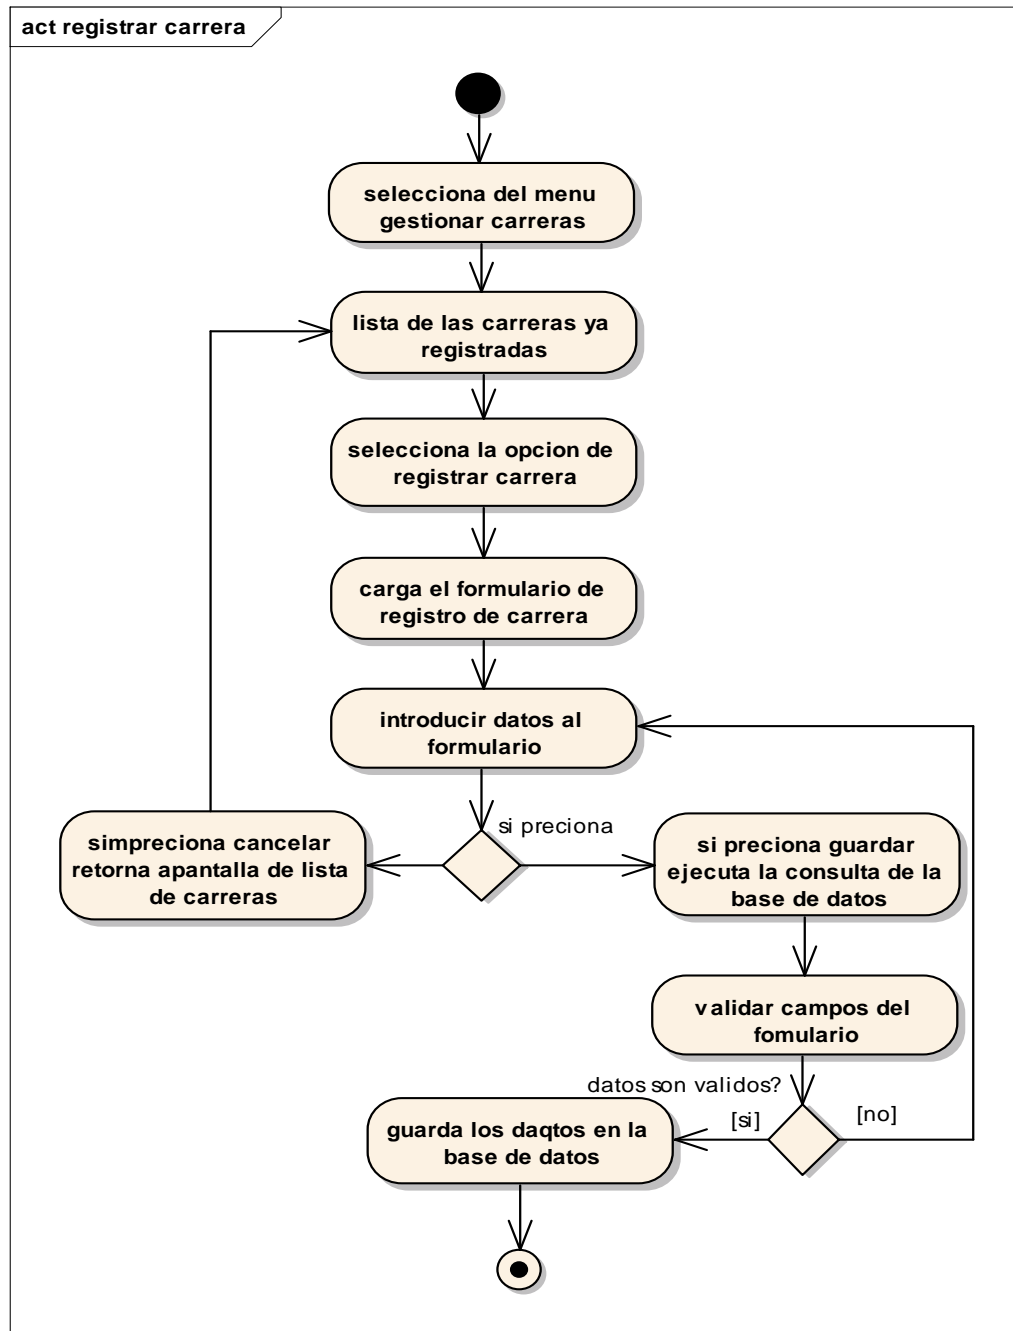 act registrar carrera
selecciona del menu
gestionar carreras
lista de las carreras ya
registradas
selecciona la opcion de
registrar carrera
carga el formulario de
registro de carrera
introducir datos al
formulario
si preciona
simpreciona cancelar
retorna apantalla de lista
de carreras
si preciona guardar
ejecuta la consulta de la
base de datos
validar campos del
fomulario
datos son validos?
[si]
[no]
guarda los daqtos en la
base de datos